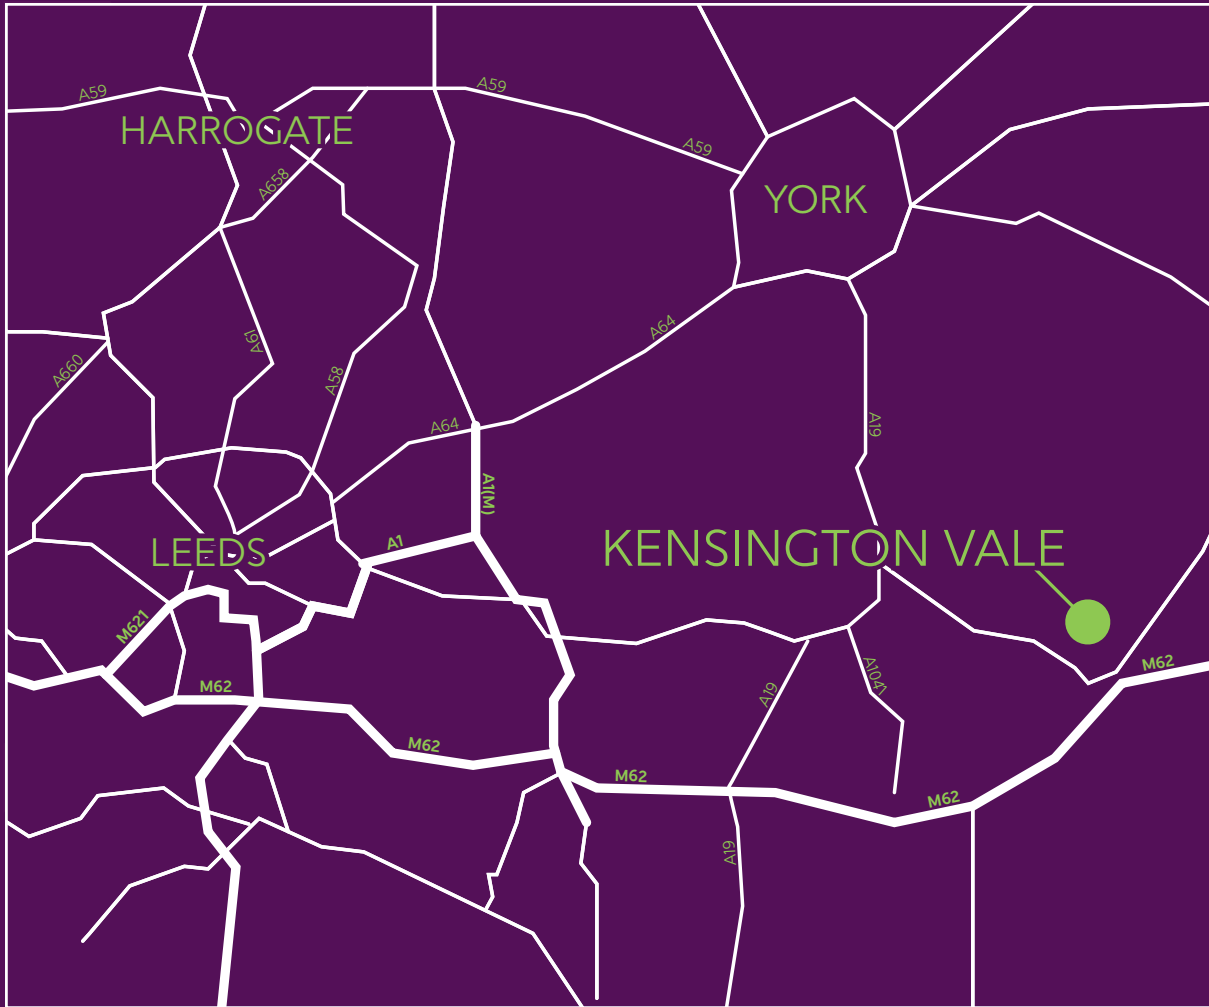 A59
A59
HARROGATE
A59
A658
YORK
A64
A61
A660
A58
A64
A19
A1(M)
A1
LEEDS
KENSINGTON VALE
M621
M62
A19
A1041
M62
M62
M62
M62
A19